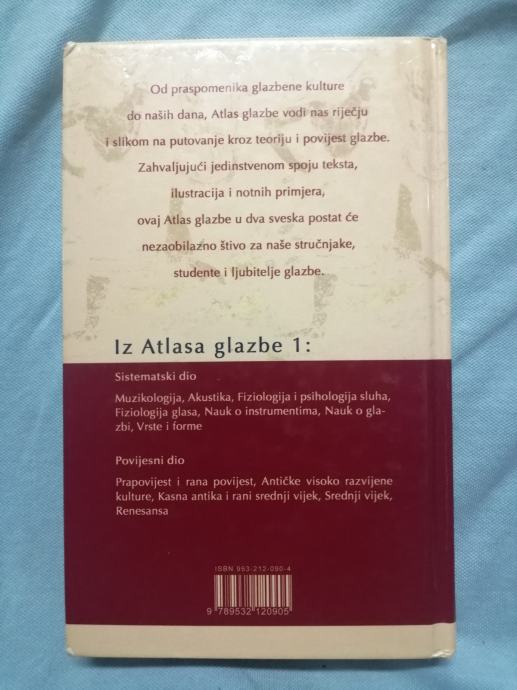 Od praspomenika glazbene kulture
do naših dana, Atlas glazbe vodi nas riječju
i slikom na putovanje kroz teoriju i povijest glazbe.
Zahvaljujući jedinstvenom spoju teksta,
ilustracija i notnih primjera,
ovaj Atlas glazbe u dva sveska postat će
nezaobilazno štivo za naše stručnjake,
studente i ljubitelje glazbe.
Iz Atlasa glazbe 1:
Sistematski dio
Muzikologija, Akustika, Fiziologija i psihologija sluha,
Fiziologija glasa, Nauk o instrumentima, Nauk o gla-
zbi, Vrste i forme
Povijesni dio
Prapovijest i rana povijest, Antičke visoko razvijene
kulture, Kasna antika i rani srednji vijek, Srednji vijek,
Renesansa
ISBN 953-212-090-4
9 789532 120905